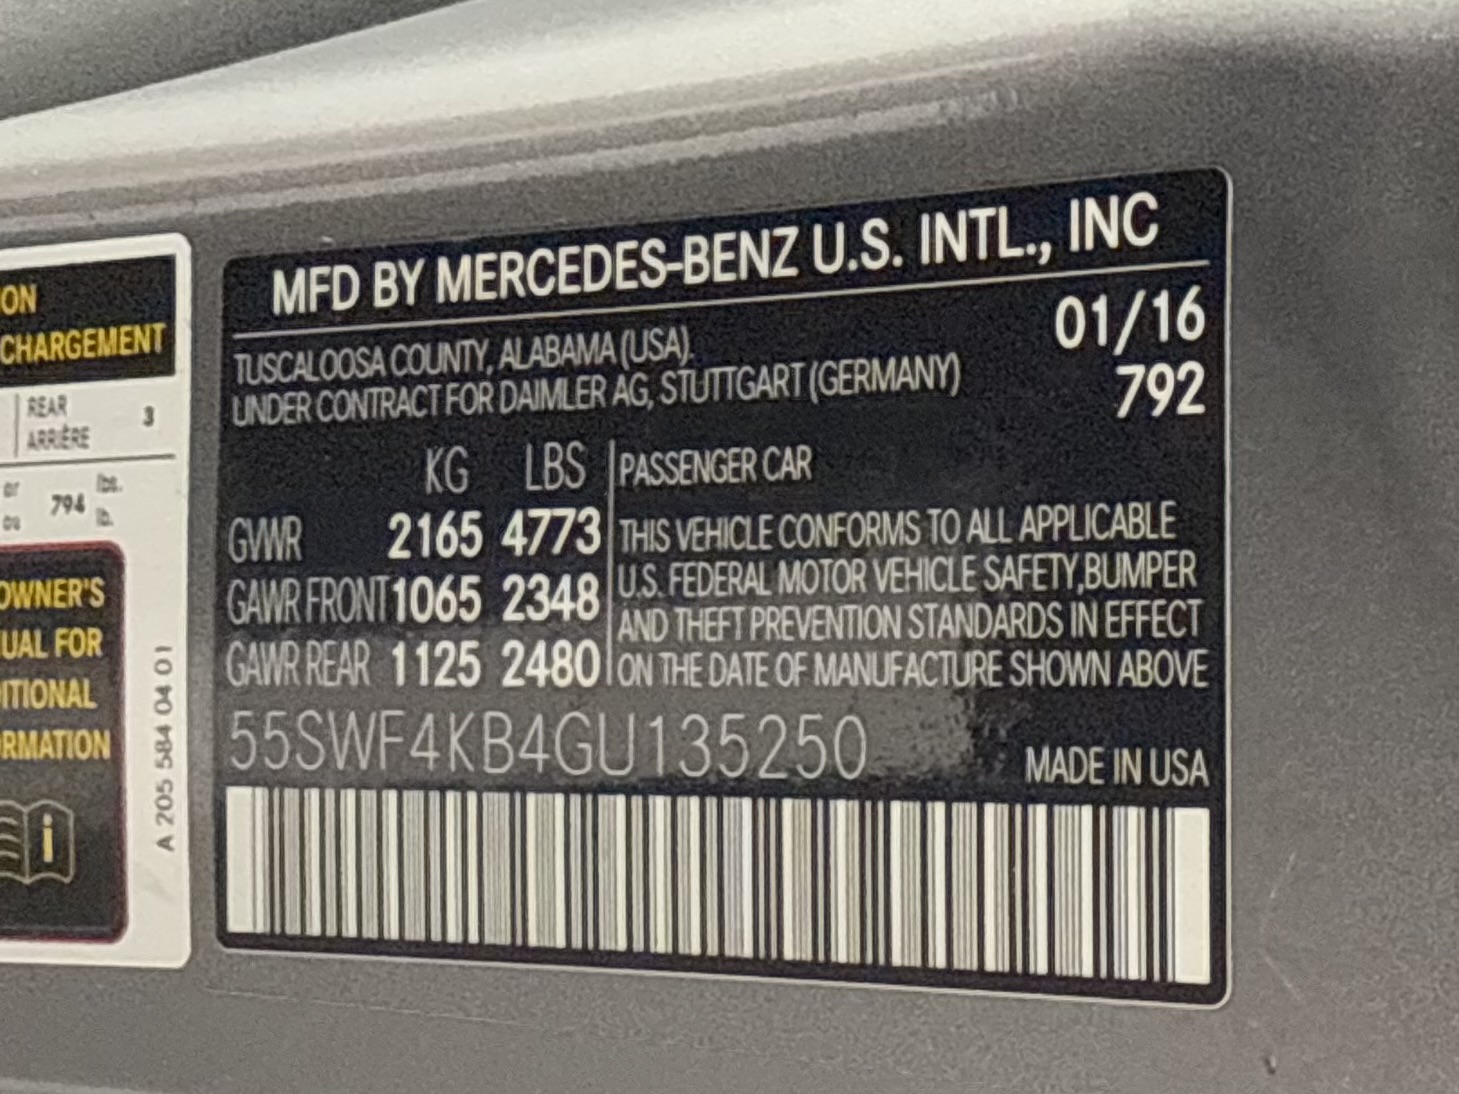 ON
CHARGEMENT
REAR
ARRIÈRE
3
or
ou
794
lbs.
lb.
OWNER'S
UAL FOR
ITIONAL
RMATION
i
A 205 584 04 01
MFD BY MERCEDES-BENZ U.S. INTL., INC
01/16
TUSCALOOSA COUNTY, ALABAMA (USA).
UNDER CONTRACT FOR DAIMLER AG, STUTTGART (GERMANY)
792
KG LBS
PASSENGER CAR
GVWR 2165 4773
GAWR FRONT 1065 2348
GAWR REAR 1125 2480
THIS VEHICLE CONFORMS TO ALL APPLICABLE
U.S. FEDERAL MOTOR VEHICLE SAFETY,BUMPER
AND THEFT PREVENTION STANDARDS IN EFFECT
ON THE DATE OF MANUFACTURE SHOWN ABOVE
55SWF4KB4GU135250
MADE IN USA